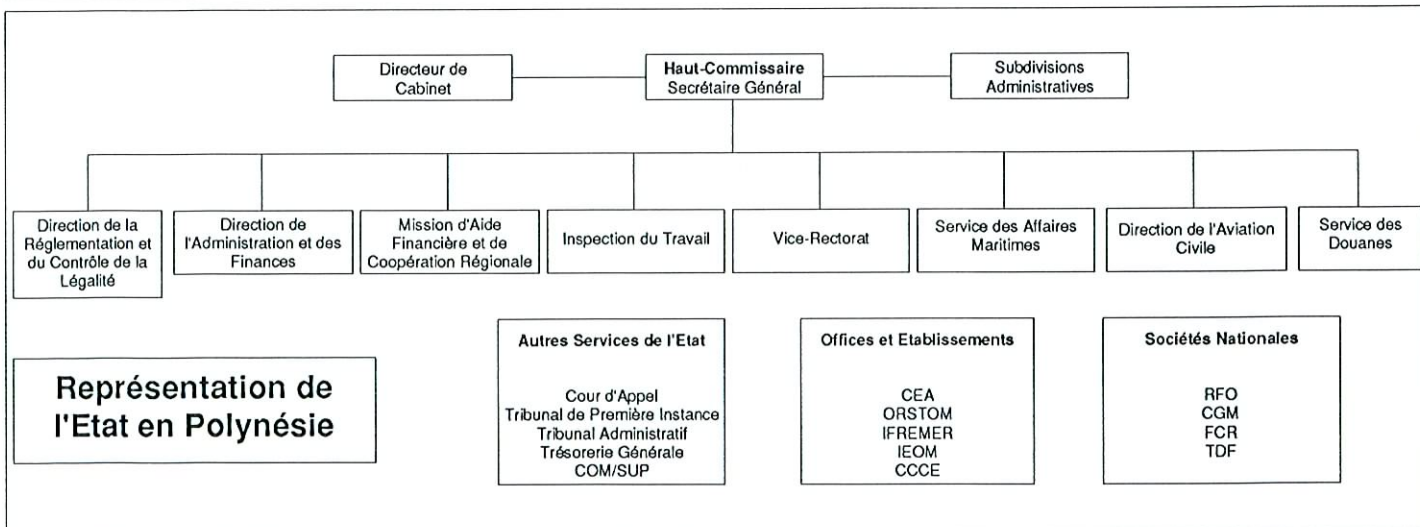 Directeur de
Cabinet
Haut-Commissaire
Secrétaire Général
Subdivisions
Administratives
Direction de la
Réglementation et
du Contrôle de la
Légalité
Direction de
l'Administration et des
Finances
Mission d'Aide
Financière et de
Coopération Régionale
Inspection du Travail
Vice-Rectorat
Service des Affaires
Maritimes
Direction de l'Aviation
Civile
Service des
Douanes
Représentation de
l'Etat en Polynésie
Autres Services de l'Etat
Cour d'Appel
Tribunal de Première Instance
Tribunal Administratif
Trésorerie Générale
COM/SUP
Offices et Etablissements
CEA
ORSTOM
IFREMER
IEOM
CCCE
Sociétés Nationales
RFO
CGM
FCR
TDF